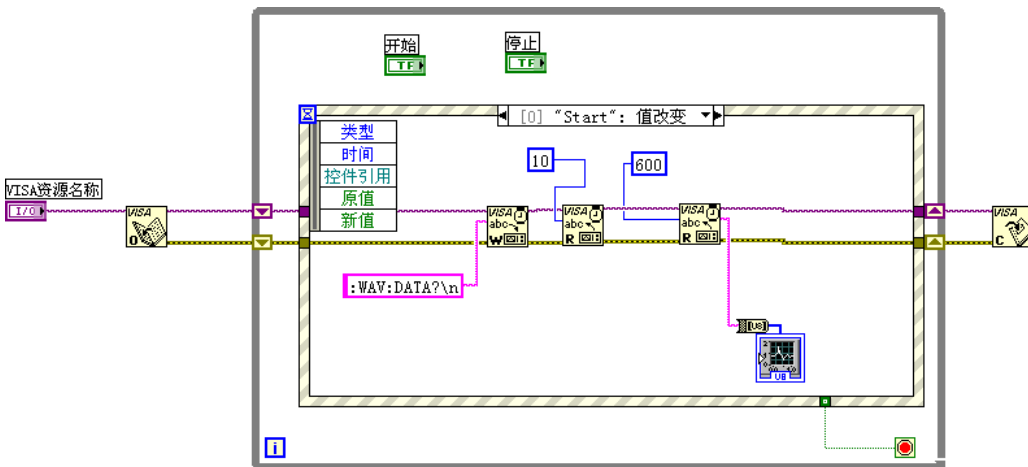 开始
停止
TF
TF
[0] "Start": 值改变
类型
时间
控件引用
原值
新值
10
600
VISA资源名称
I/O
VISA
O
VISA
abc
W
VISA
abc
R
VISA
abc
R
VISA
C
:WAV:DATA?\n
[U8]
U8
i